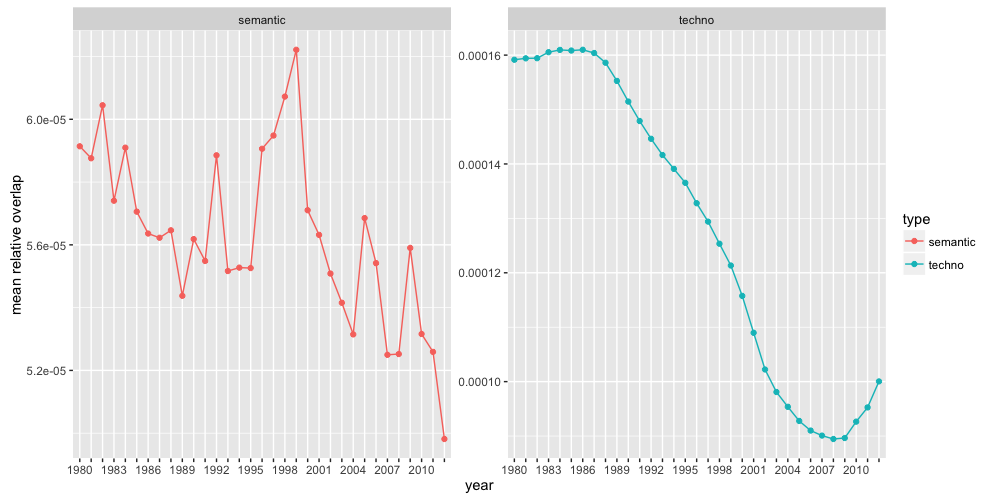 semantic
techno
mean relative overlap
6.0e-05
5.6e-05
5.2e-05
0.00016
0.00014
0.00012
0.00010
1980 1983 1986 1989 1992 1995 1998 2001 2004 2007 2010
1980 1983 1986 1989 1992 1995 1998 2001 2004 2007 2010
year
type
semantic
techno